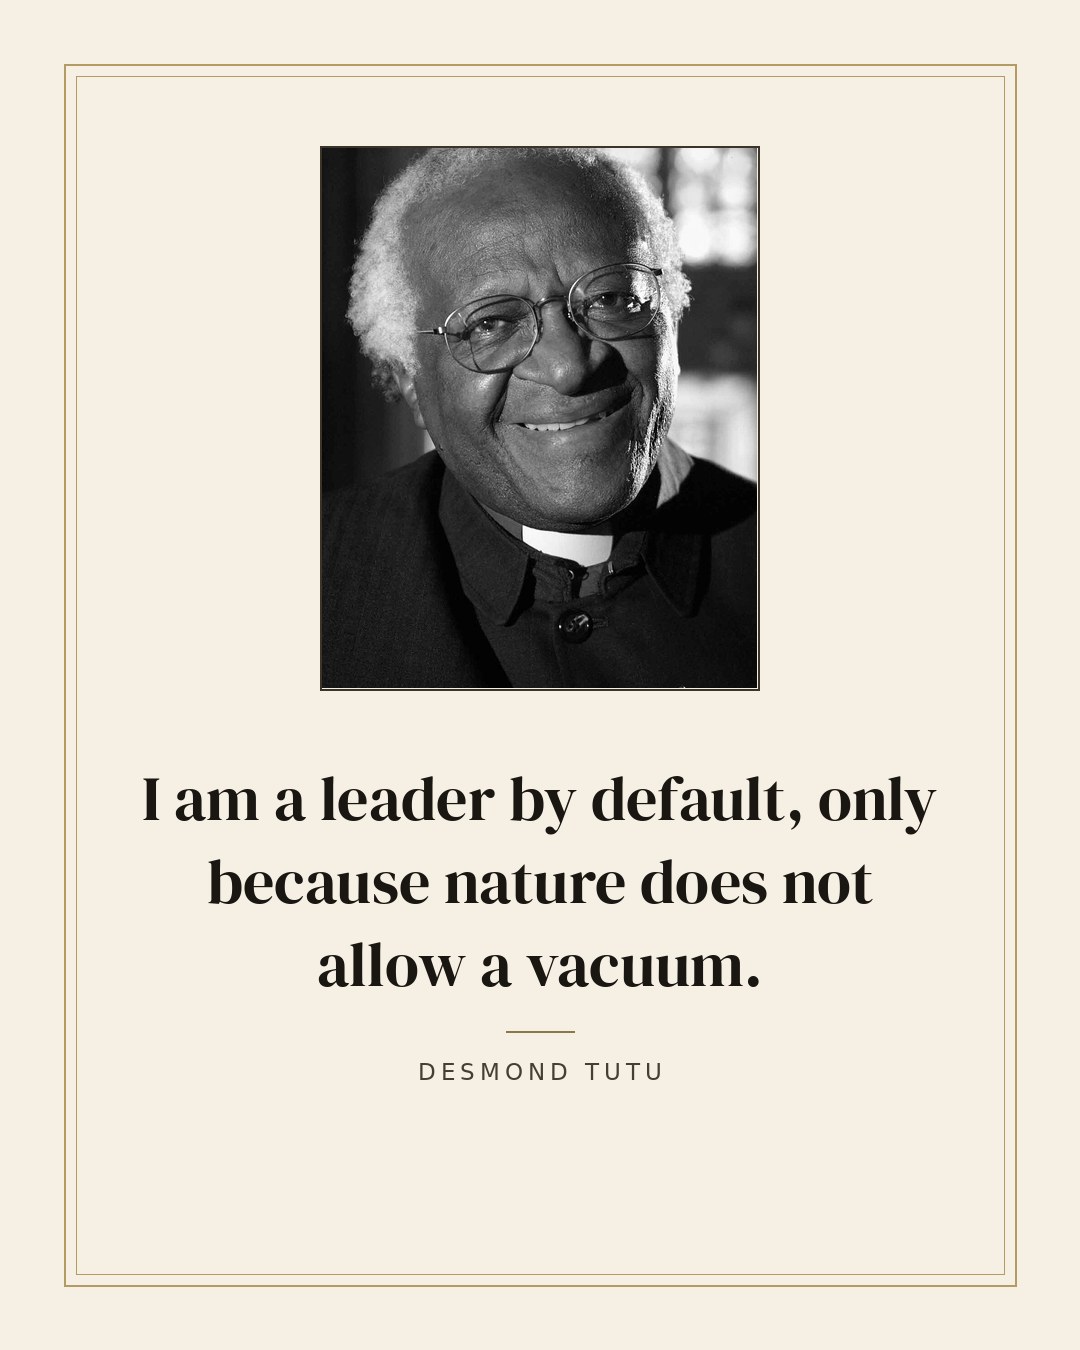 I am a leader by default, only
because nature does not
allow a vacuum.
DESMOND TUTU